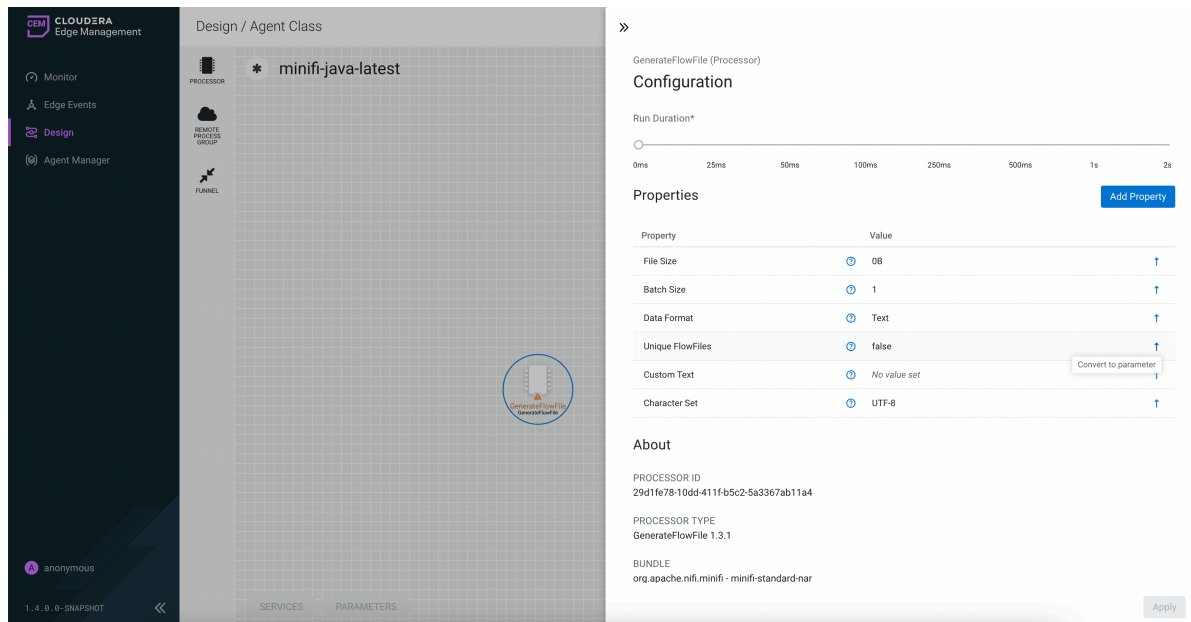 CEM CLOUDERA
Edge Management
Monitor
Edge Events
Design
Agent Manager
A anonymous
1.4.0.0-SNAPSHOT
Design / Agent Class
PROCESSOR
REMOTE
PROCESS
GROUP
FUNNEL
minifi-java-latest
GenerateFlowFile
GenerateFlowFile
SERVICES
PARAMETERS
GenerateFlowFile (Processor)
Configuration
Run Duration*
0ms 25ms 50ms 100ms 250ms 500ms 1s 2s
Properties
Add Property
Property Value
File Size 0B
Batch Size 1
Data Format Text
Unique FlowFiles false
Convert to parameter
Custom Text No value set
Character Set UTF-8
About
PROCESSOR ID
29d1fe78-10dd-411f-b5c2-5a3367ab11a4
PROCESSOR TYPE
GenerateFlowFile 1.3.1
BUNDLE
org.apache.nifi.minifi - minifi-standard-nar
Apply